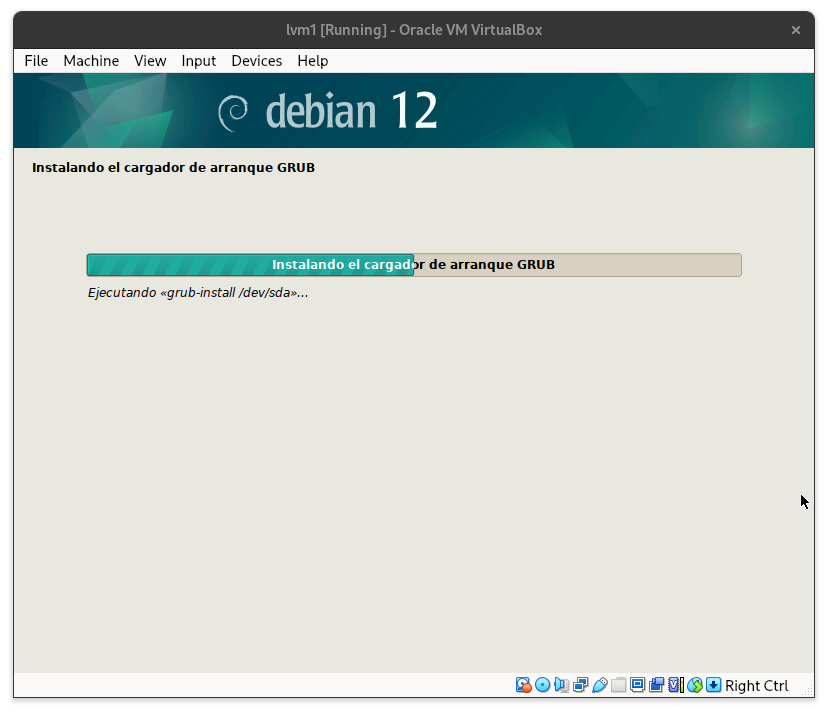 lvm1 [Running] - Oracle VM VirtualBox
File Machine View Input Devices Help
debian 12
Instalando el cargador de arranque GRUB
Instalando el cargador de arranque GRUB
Ejecutando «grub-install /dev/sda»...
Right Ctrl